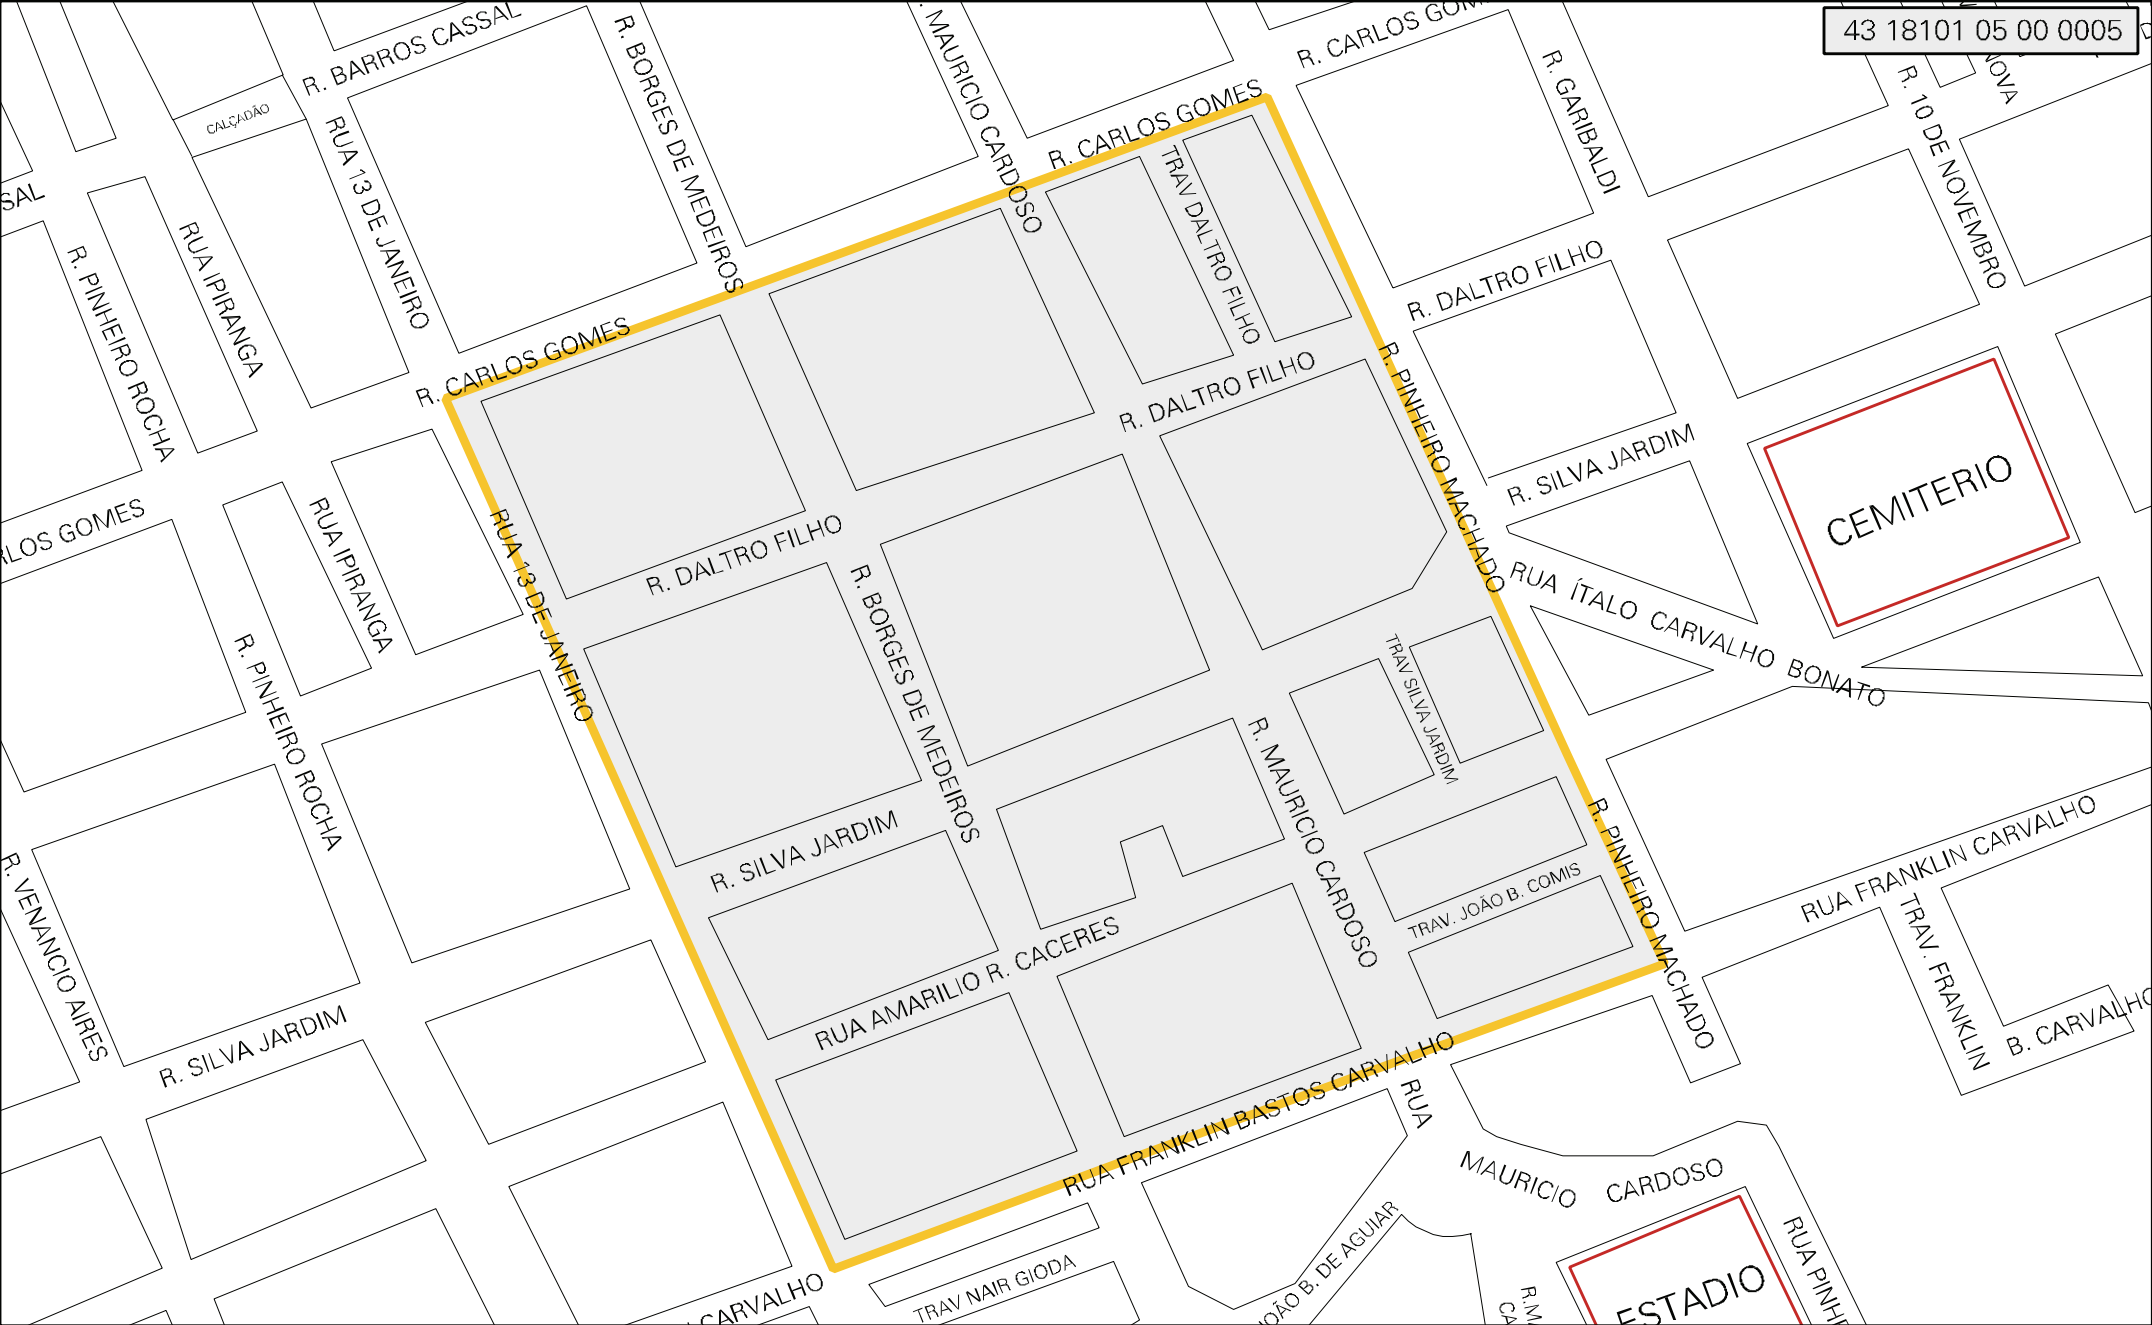 43 18101 05 00 0005
R. BARROS CASSAL
CALÇADÃO
R. BORGES DE MEDEIROS
MAURICIO CARDOSO
R. CARLOS
R. CARLOS GOMES
R. GARIBALDI
R. 10 DE NOVEMBRO
NOVA
RUA 13 DE JANEIRO
RUA IPIRANGA
R. PINHEIRO ROCHA
TRAV DALTRO FILHO
R. DALTRO FILHO
R. CARLOS GOMES
R. DALTRO FILHO
R. PINHEIRO MACHADO
R. SILVA JARDIM
CEMITERIO
GOMES
RUA IPIRANGA
RUA 13 DE JANEIRO
R. DALTRO FILHO
R. BORGES DE MEDEIROS
RUA ÍTALO CARVALHO BONATO
R. PINHEIRO ROCHA
TRAV SILVA JARDIM
R. MAURICIO CARDOSO
R. PINHEIRO MACHADO
R. SILVA JARDIM
RUA FRANKLIN CARVALHO
TRAV. JOÃO B. COMIS
R. VENANCIO AIRES
RUA AMARILIO R. CACERES
TRAV. FRANKLIN
B. CARVALHO
R. SILVA JARDIM
RUA FRANKLIN BASTOS CARVALHO
RUA
MAURICIO CARDOSO
JOÃO B. DE AGUIAR
TRAV NAIR GIODA
CARVALHO
ESTADIO
RUA